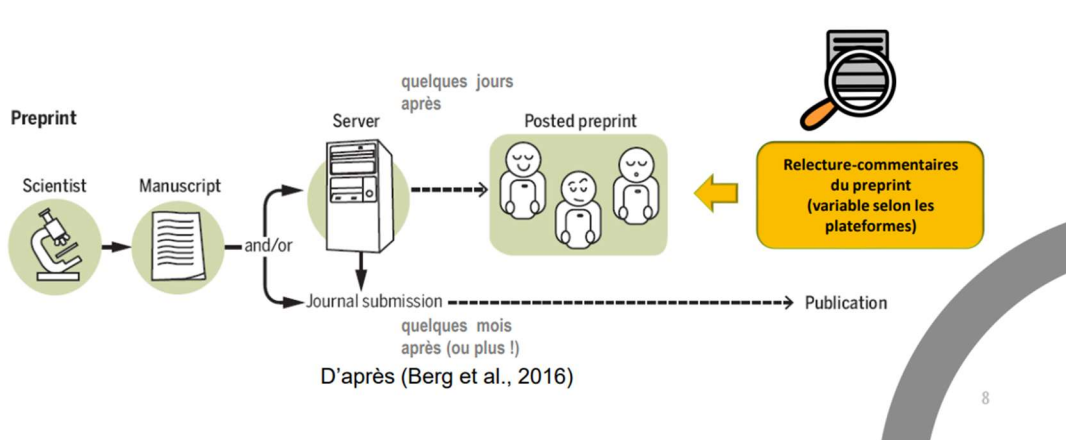 quelques jours
après
Preprint
Server
Posted preprint
Relecture-commentaires
du preprint
(variable selon les
plateformes)
Scientist
Manuscript
and/or
Journal submission
Publication
quelques mois
après (ou plus !)
D’après (Berg et al., 2016)
8